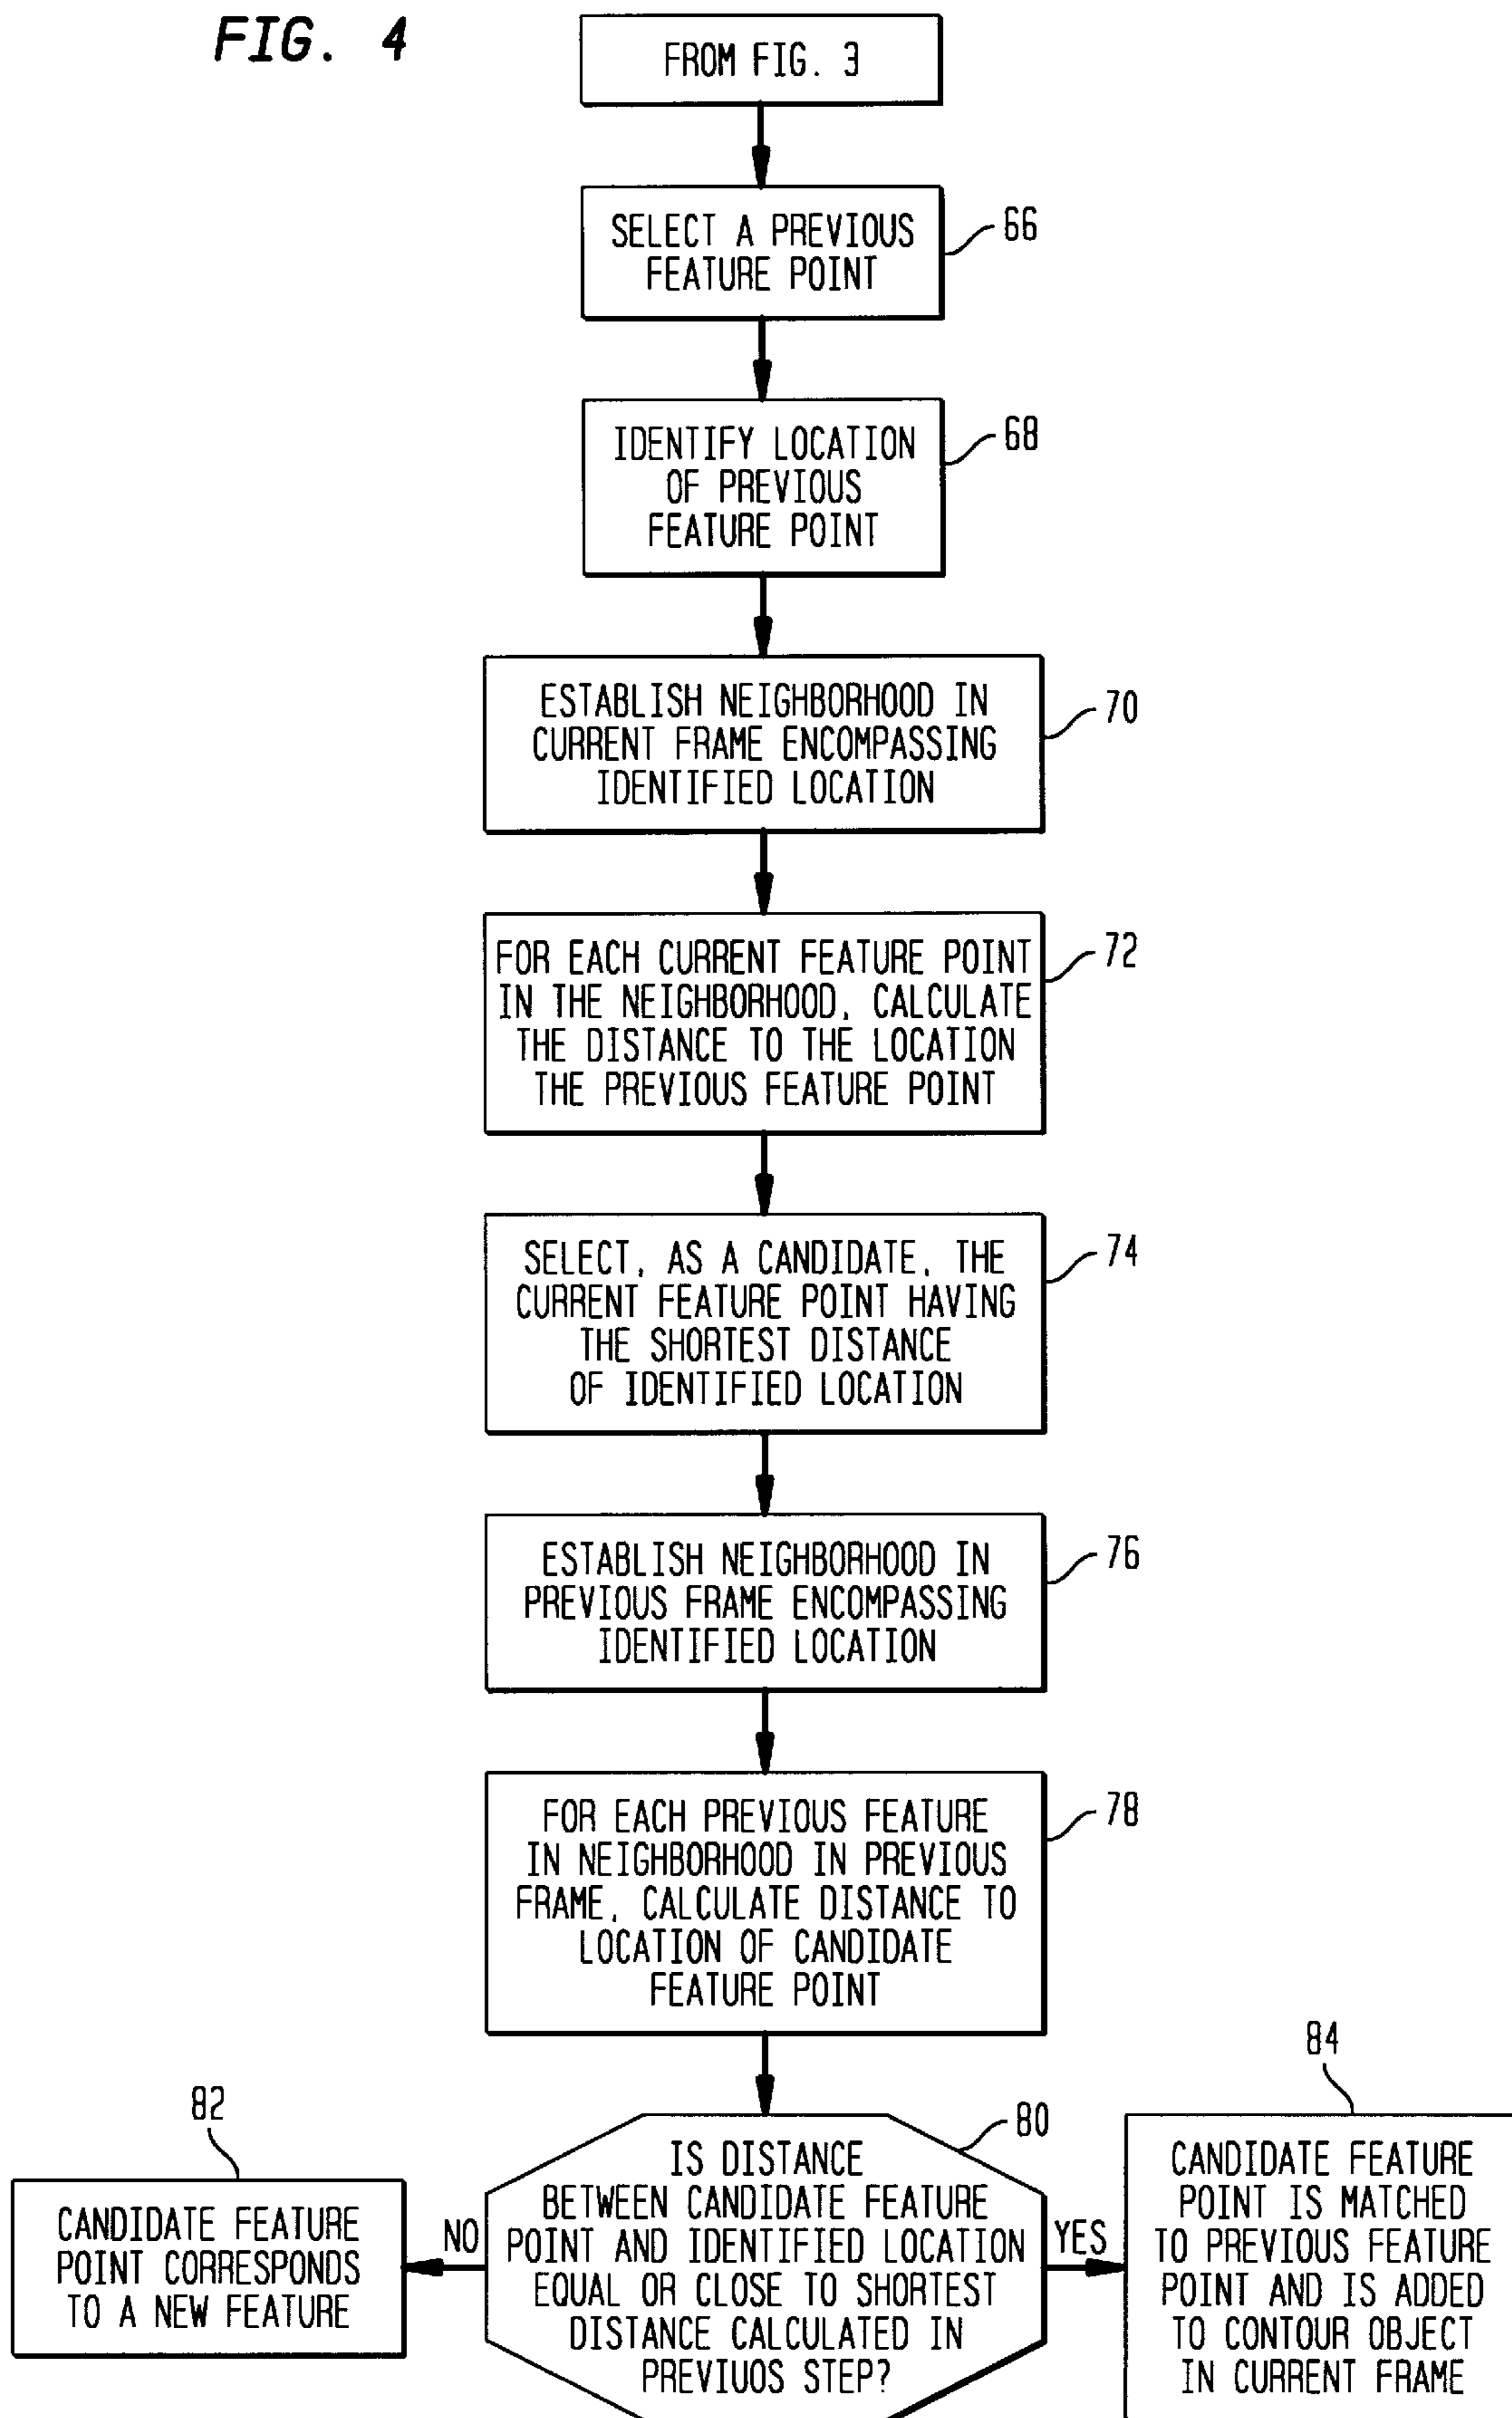 FIG. 4
FROM FIG. 3
SELECT A PREVIOUS
FEATURE POINT
66
IDENTIFY LOCATION
OF PREVIOUS
FEATURE POINT
68
ESTABLISH NEIGHBORHOOD IN
CURRENT FRAME ENCOMPASSING
IDENTIFIED LOCATION
70
FOR EACH CURRENT FEATURE POINT
IN THE NEIGHBORHOOD, CALCULATE
THE DISTANCE TO THE LOCATION
THE PREVIOUS FEATURE POINT
72
SELECT, AS A CANDIDATE, THE
CURRENT FEATURE POINT HAVING
THE SHORTEST DISTANCE
OF IDENTIFIED LOCATION
74
ESTABLISH NEIGHBORHOOD IN
PREVIOUS FRAME ENCOMPASSING
IDENTIFIED LOCATION
76
FOR EACH PREVIOUS FEATURE
IN NEIGHBORHOOD IN PREVIOUS
FRAME, CALCULATE DISTANCE TO
LOCATION OF CANDIDATE
FEATURE POINT
78
IS DISTANCE
BETWEEN CANDIDATE FEATURE
POINT AND IDENTIFIED LOCATION
EQUAL OR CLOSE TO SHORTEST
DISTANCE CALCULATED IN
PREVIUOS STEP?
80
NO
82
CANDIDATE FEATURE
POINT CORRESPONDS
TO A NEW FEATURE
YES
84
CANDIDATE FEATURE
POINT IS MATCHED
TO PREVIOUS FEATURE
POINT AND IS ADDED
TO CONTOUR OBJECT
IN CURRENT FRAME